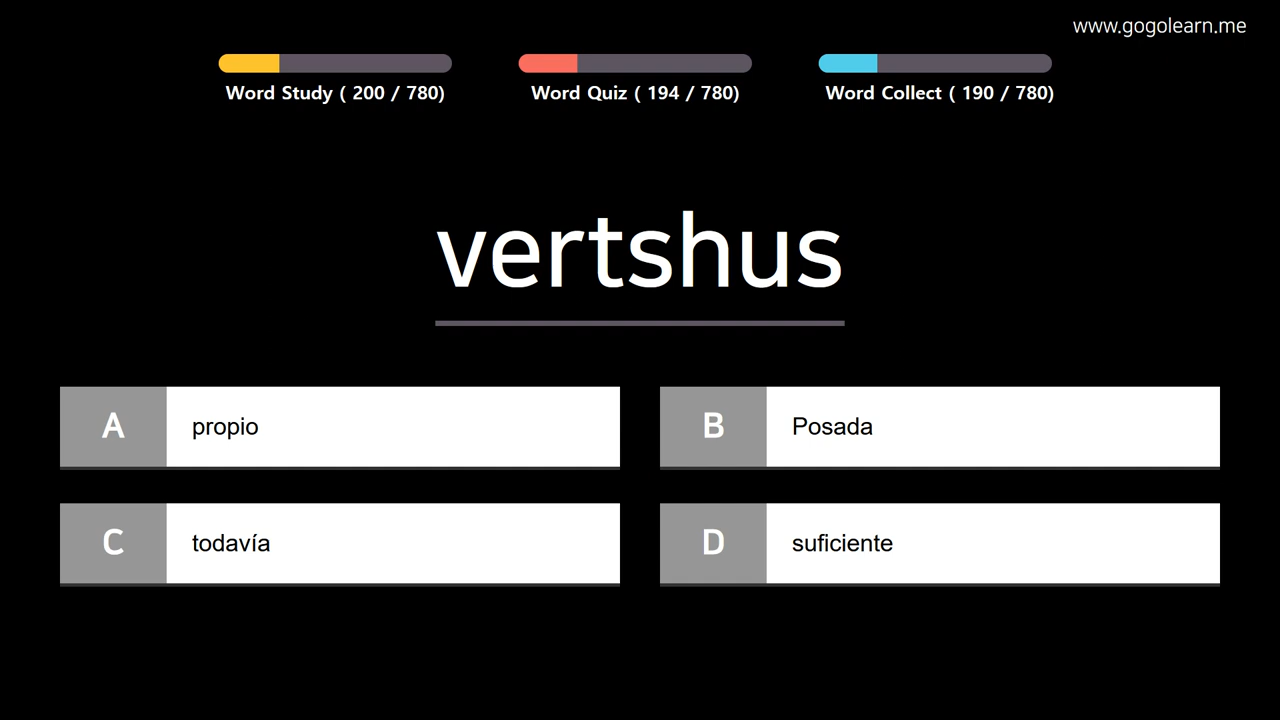 www.gogolearn.me
Word Study ( 200 / 780)
Word Quiz ( 194 / 780)
Word Collect ( 190 / 780)
vertshus
A propio
B Posada
C todavía
D suficiente